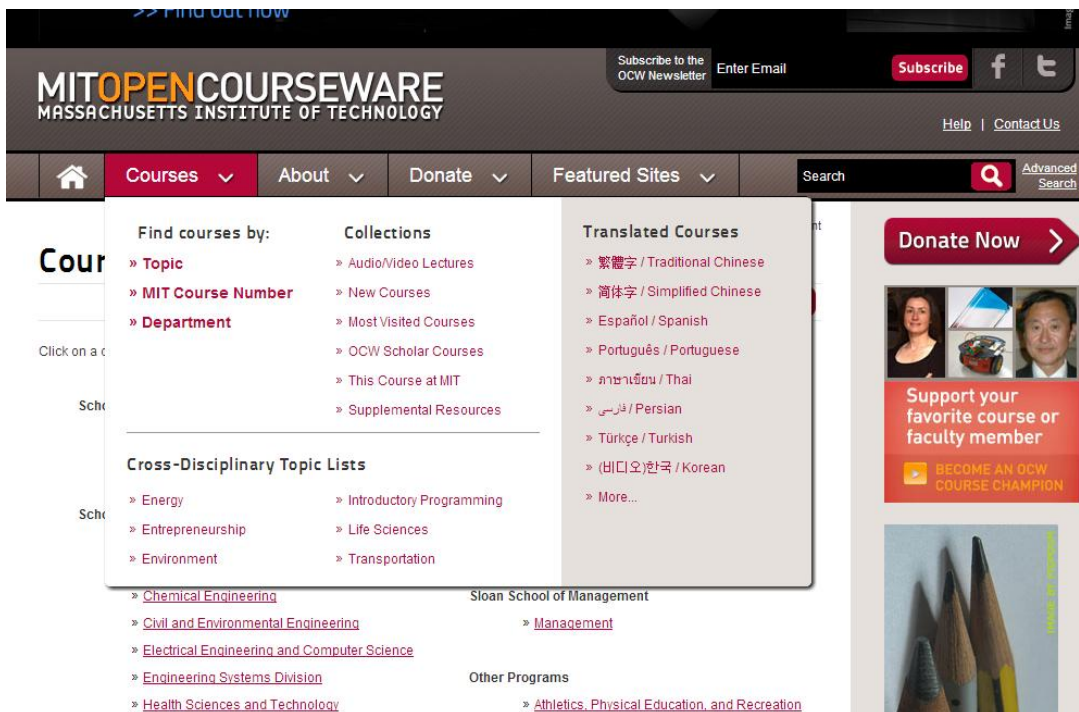 >> Find out now
Imag
MITOPENCOURSEWARE
MASSACHUSETTS INSTITUTE OF TECHNOLOGY
Subscribe to the
OCW Newsletter
Enter Email
Subscribe
f
t
Help | Contact Us
Courses
About
Donate
Featured Sites
Search
Advanced
Search
Find courses by:
» Topic
» MIT Course Number
» Department
Collections
» Audio/Video Lectures
» New Courses
» Most Visited Courses
» OCW Scholar Courses
» This Course at MIT
» Supplemental Resources
Cross-Disciplinary Topic Lists
» Energy
» Entrepreneurship
» Environment
» Introductory Programming
» Life Sciences
» Transportation
Translated Courses
» 繁體字 / Traditional Chinese
» 简体字 / Simplified Chinese
» Español / Spanish
» Português / Portuguese
» ภาษาเขียน / Thai
» فارسی / Persian
» Türkçe / Turkish
» (비디오)한국 / Korean
» More...
Cour
nt
Click on a c
Scho
Scho
» Chemical Engineering
» Civil and Environmental Engineering
» Electrical Engineering and Computer Science
» Engineering Systems Division
» Health Sciences and Technology
Sloan School of Management
» Management
Other Programs
» Athletics, Physical Education, and Recreation
Donate Now
Support your
favorite course or
faculty member
BECOME AN OCW
COURSE CHAMPION